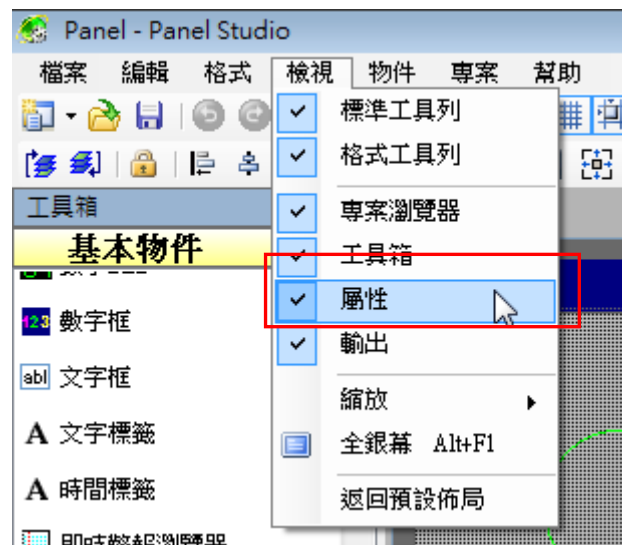 Panel - Panel Studio
檔案 編輯 格式 檢視 物件 專案 幫助
標準工具列
格式工具列
工具箱
基本物件
專案瀏覽器
工具箱
屬性
輸出
縮放
全銀幕 Alt+F1
返回預設佈局
123 數字框
abl 文字框
A 文字標籤
A 時間標籤